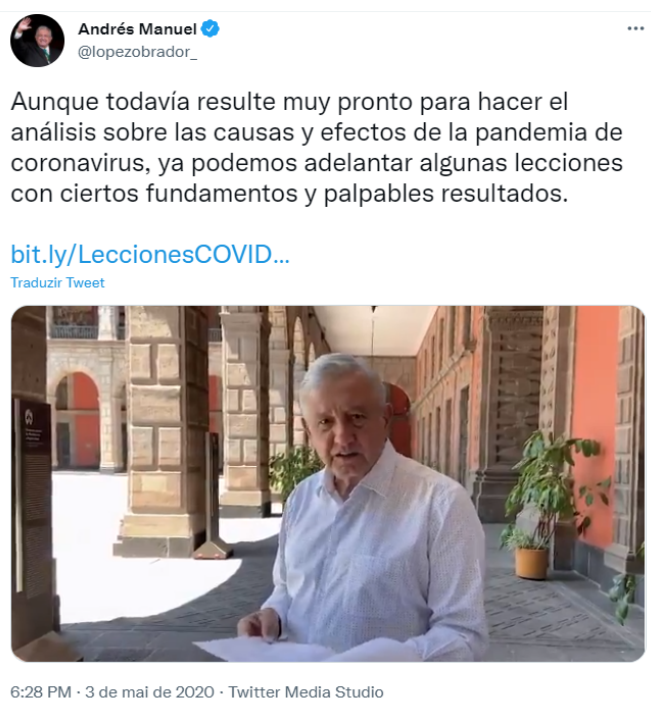 Andrés Manuel
@lopezobrador_
Aunque todavía resulte muy pronto para hacer el
análisis sobre las causas y efectos de la pandemia de
coronavirus, ya podemos adelantar algunas lecciones
con ciertos fundamentos y palpables resultados.
bit.ly/LeccionesCOVID...
Traduzir Tweet
6:28 PM · 3 de mai de 2020 · Twitter Media Studio